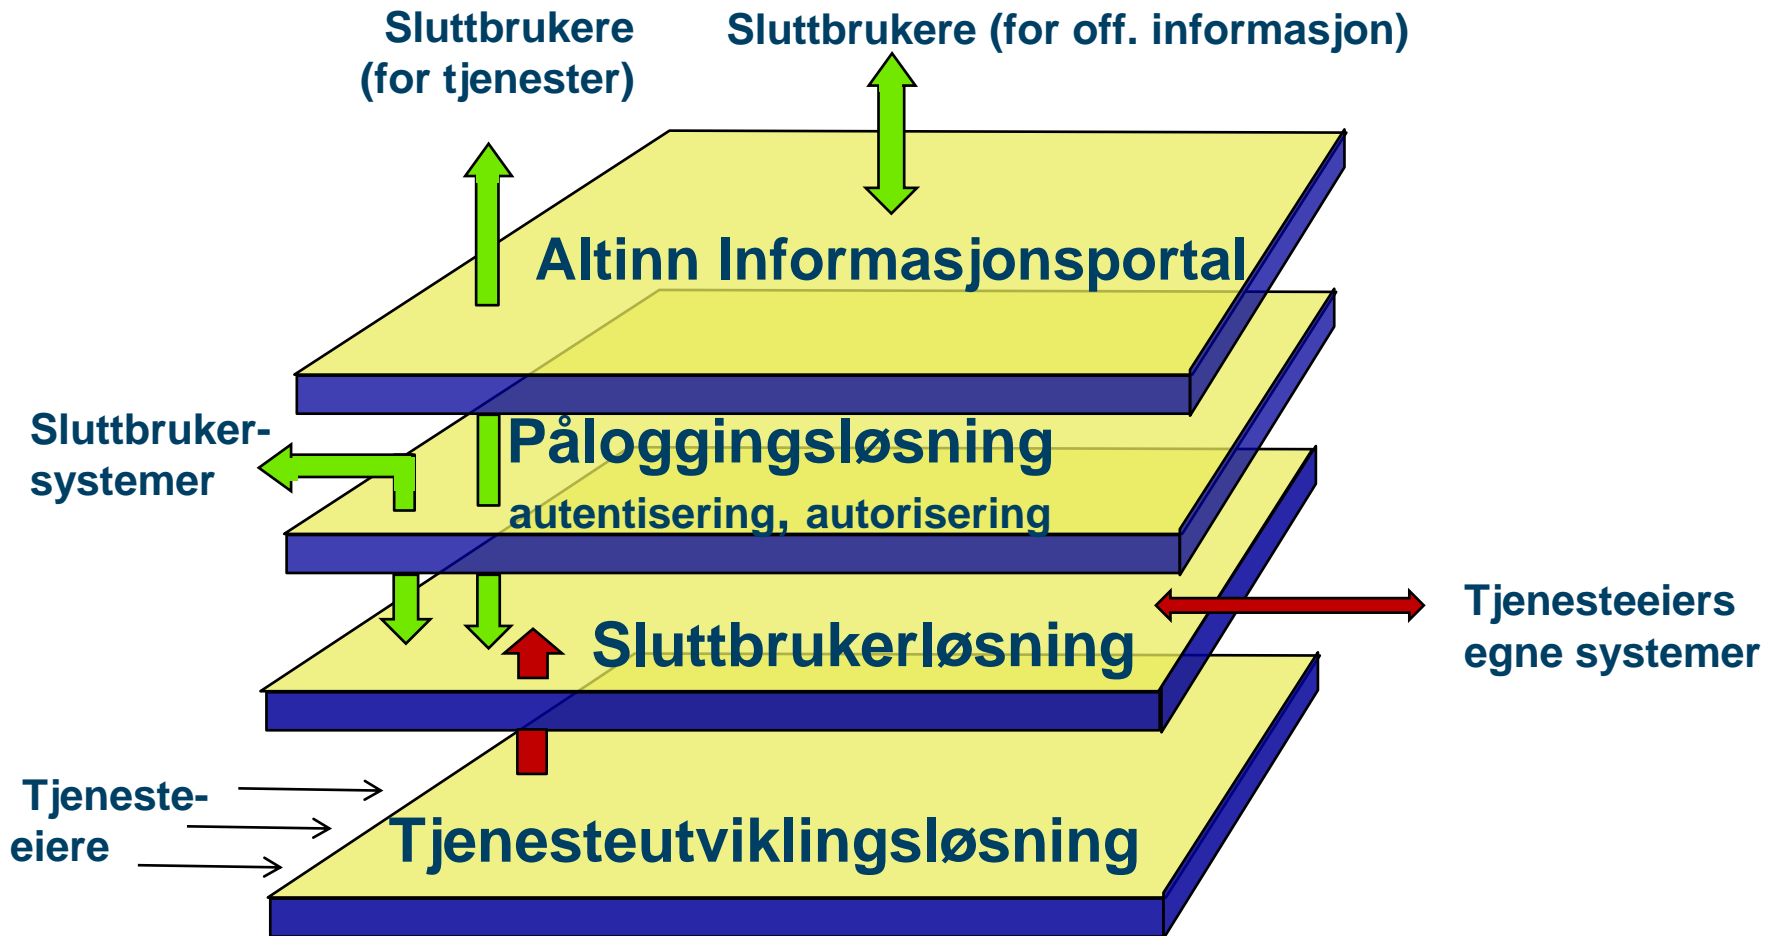 Sluttbrukere
(for tjenester)
Sluttbrukere (for off. informasjon)
Altinn Informasjonsportal
Sluttbruker-
systemer
Påloggingsløsning
autentisering, autorisering
Sluttbrukerløsning
Tjenesteeiers
egne systemer
Tjeneste-
eiere
Tjenesteutviklingsløsning